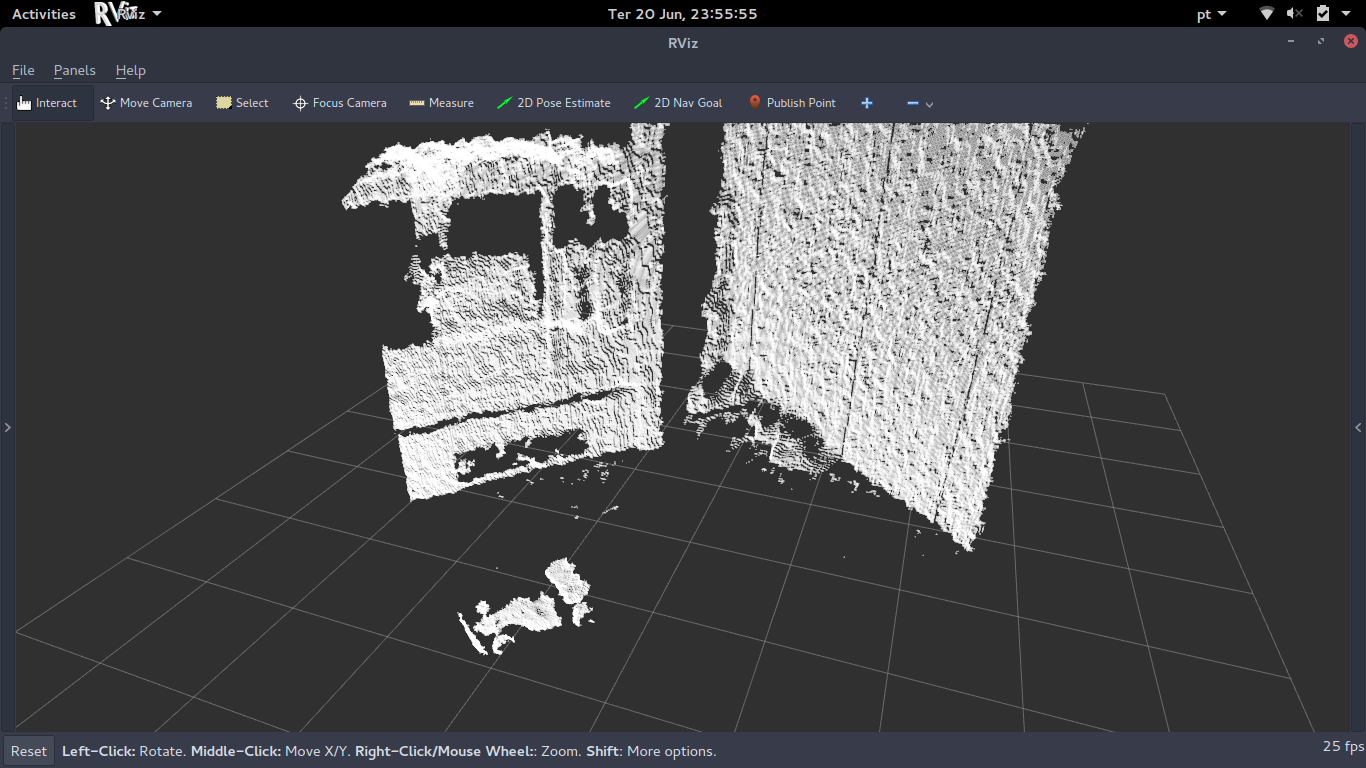 Activities RViz RViz Ter 20 Jun, 23:55:55 pt
RViz
File Panels Help
Interact Move Camera Select Focus Camera Measure 2D Pose Estimate 2D Nav Goal Publish Point
Reset Left-Click: Rotate. Middle-Click: Move X/Y. Right-Click/Mouse Wheel:: Zoom. Shift: More options. 25 fps